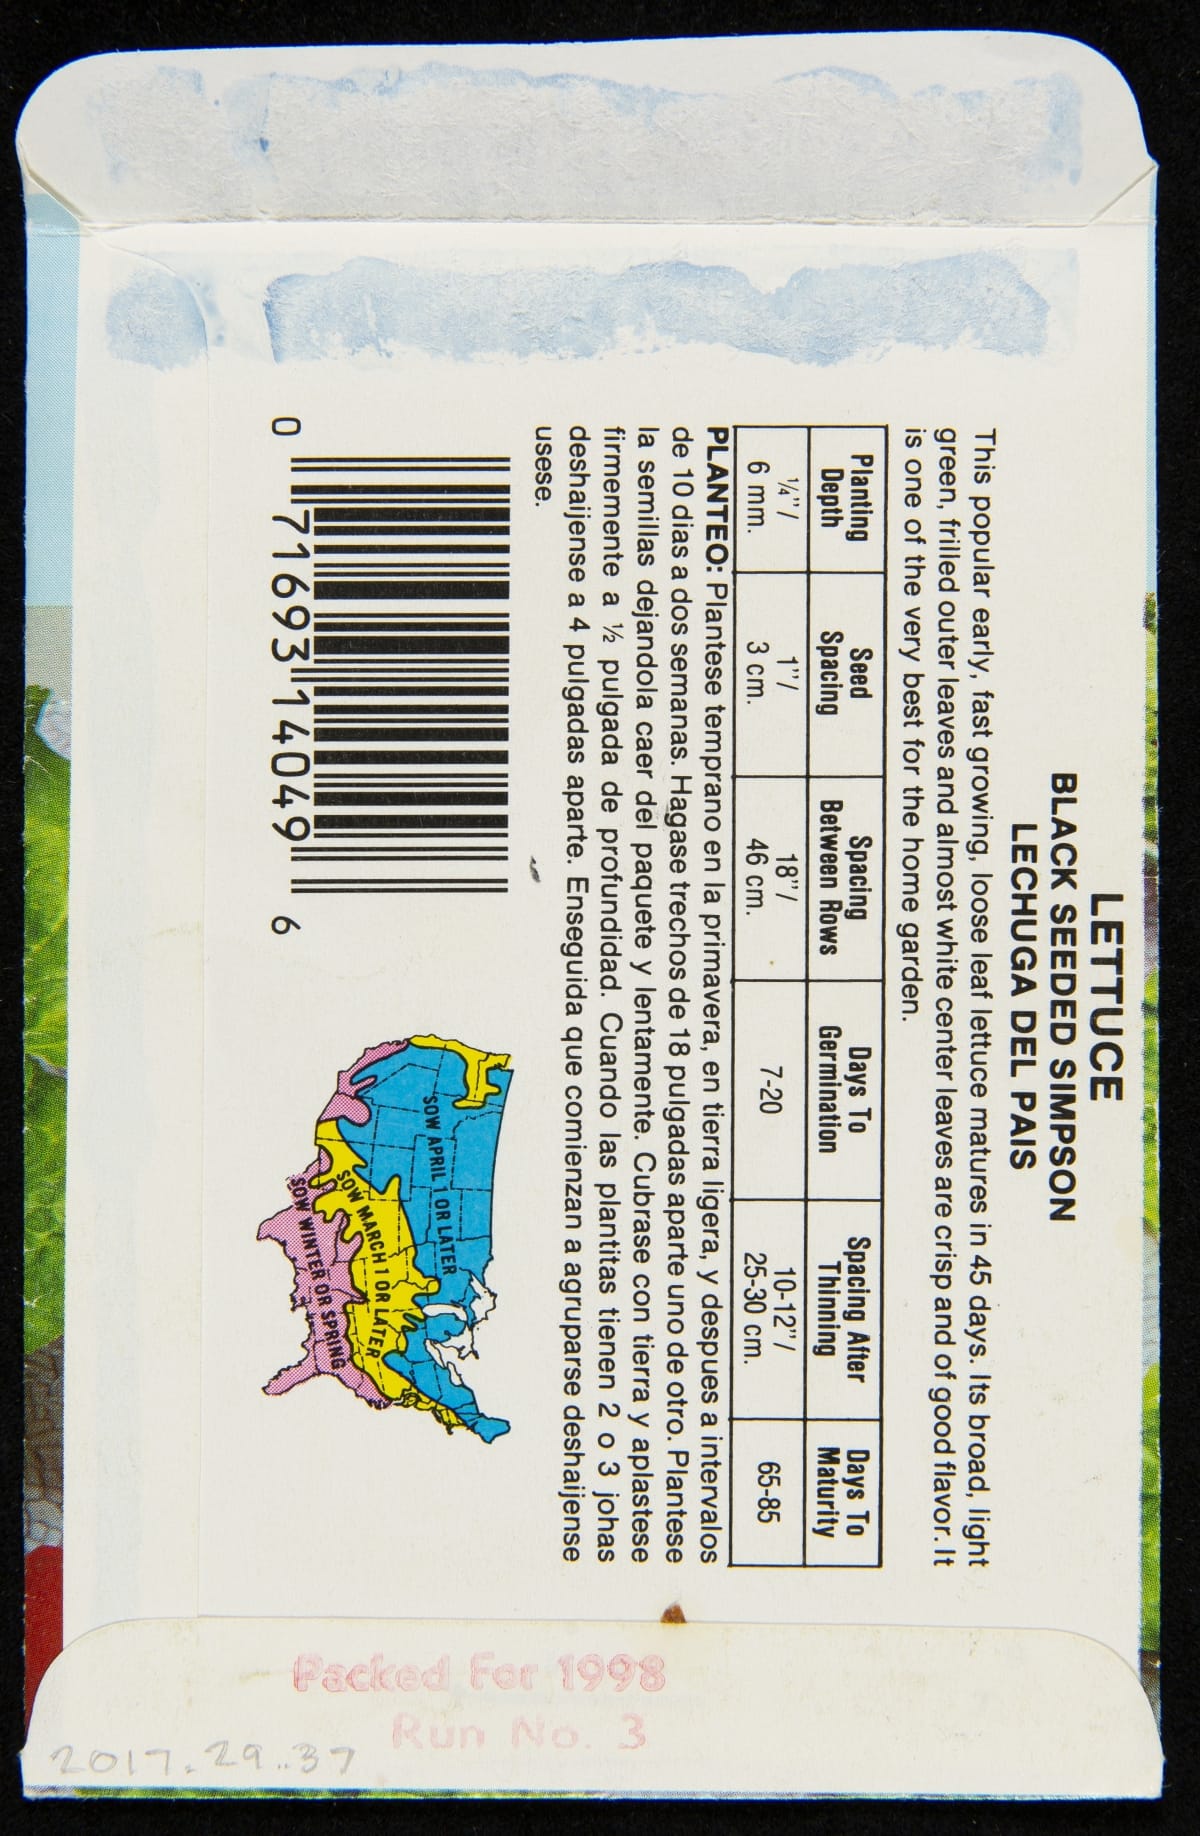 LETTUCE
BLACK SEEDED SIMPSON
LECHUGA DEL PAIS
This popular early, fast growing, loose leaf lettuce matures in 45 days. Its broad, light
green, frilled outer leaves and almost white center leaves are crisp and of good flavor. It
is one of the very best for the home garden.
Planting Depth
Seed Spacing
Spacing Between Rows
Days To Germination
Spacing After Thinning
Days To Maturity
¼"/ 6 mm.
1"/ 3 cm.
18"/ 46 cm.
7-20
10-12"/ 25-30 cm.
65-85
PLANTEO: Plantese temprano en la primavera, en tierra ligera, y despues a intervalos
de 10 dias a dos semanas. Hagase trechos de 18 pulgadas aparte uno de otro. Plantese
la semillas dejandola caer del paquete y lentamente. Cubrase con tierra y aplastese
firmemente a ½ pulgada de profundidad. Cuando las plantitas tienen 2 o 3 johas
deshaijense a 4 pulgadas aparte. Enseguida que comienzan a agruparse deshaijense
usese.
0 71693 14049 6
SOW APRIL 1 OR LATER
SOW MARCH 1 OR LATER
SOW WINTER OR SPRING
Packed For 1998
Run No. 3
2017.29..37